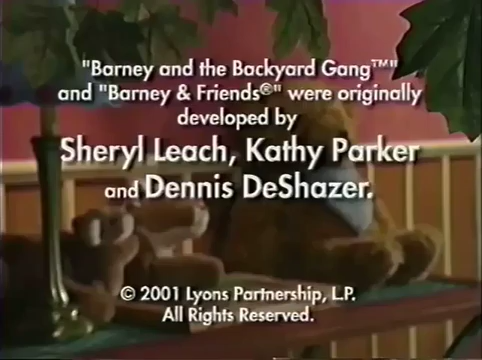 "Barney and the Backyard Gang™"
and "Barney & Friends®" were originally
developed by
Sheryl Leach, Kathy Parker
and Dennis DeShazer.
© 2001 Lyons Partnership, L.P.
All Rights Reserved.